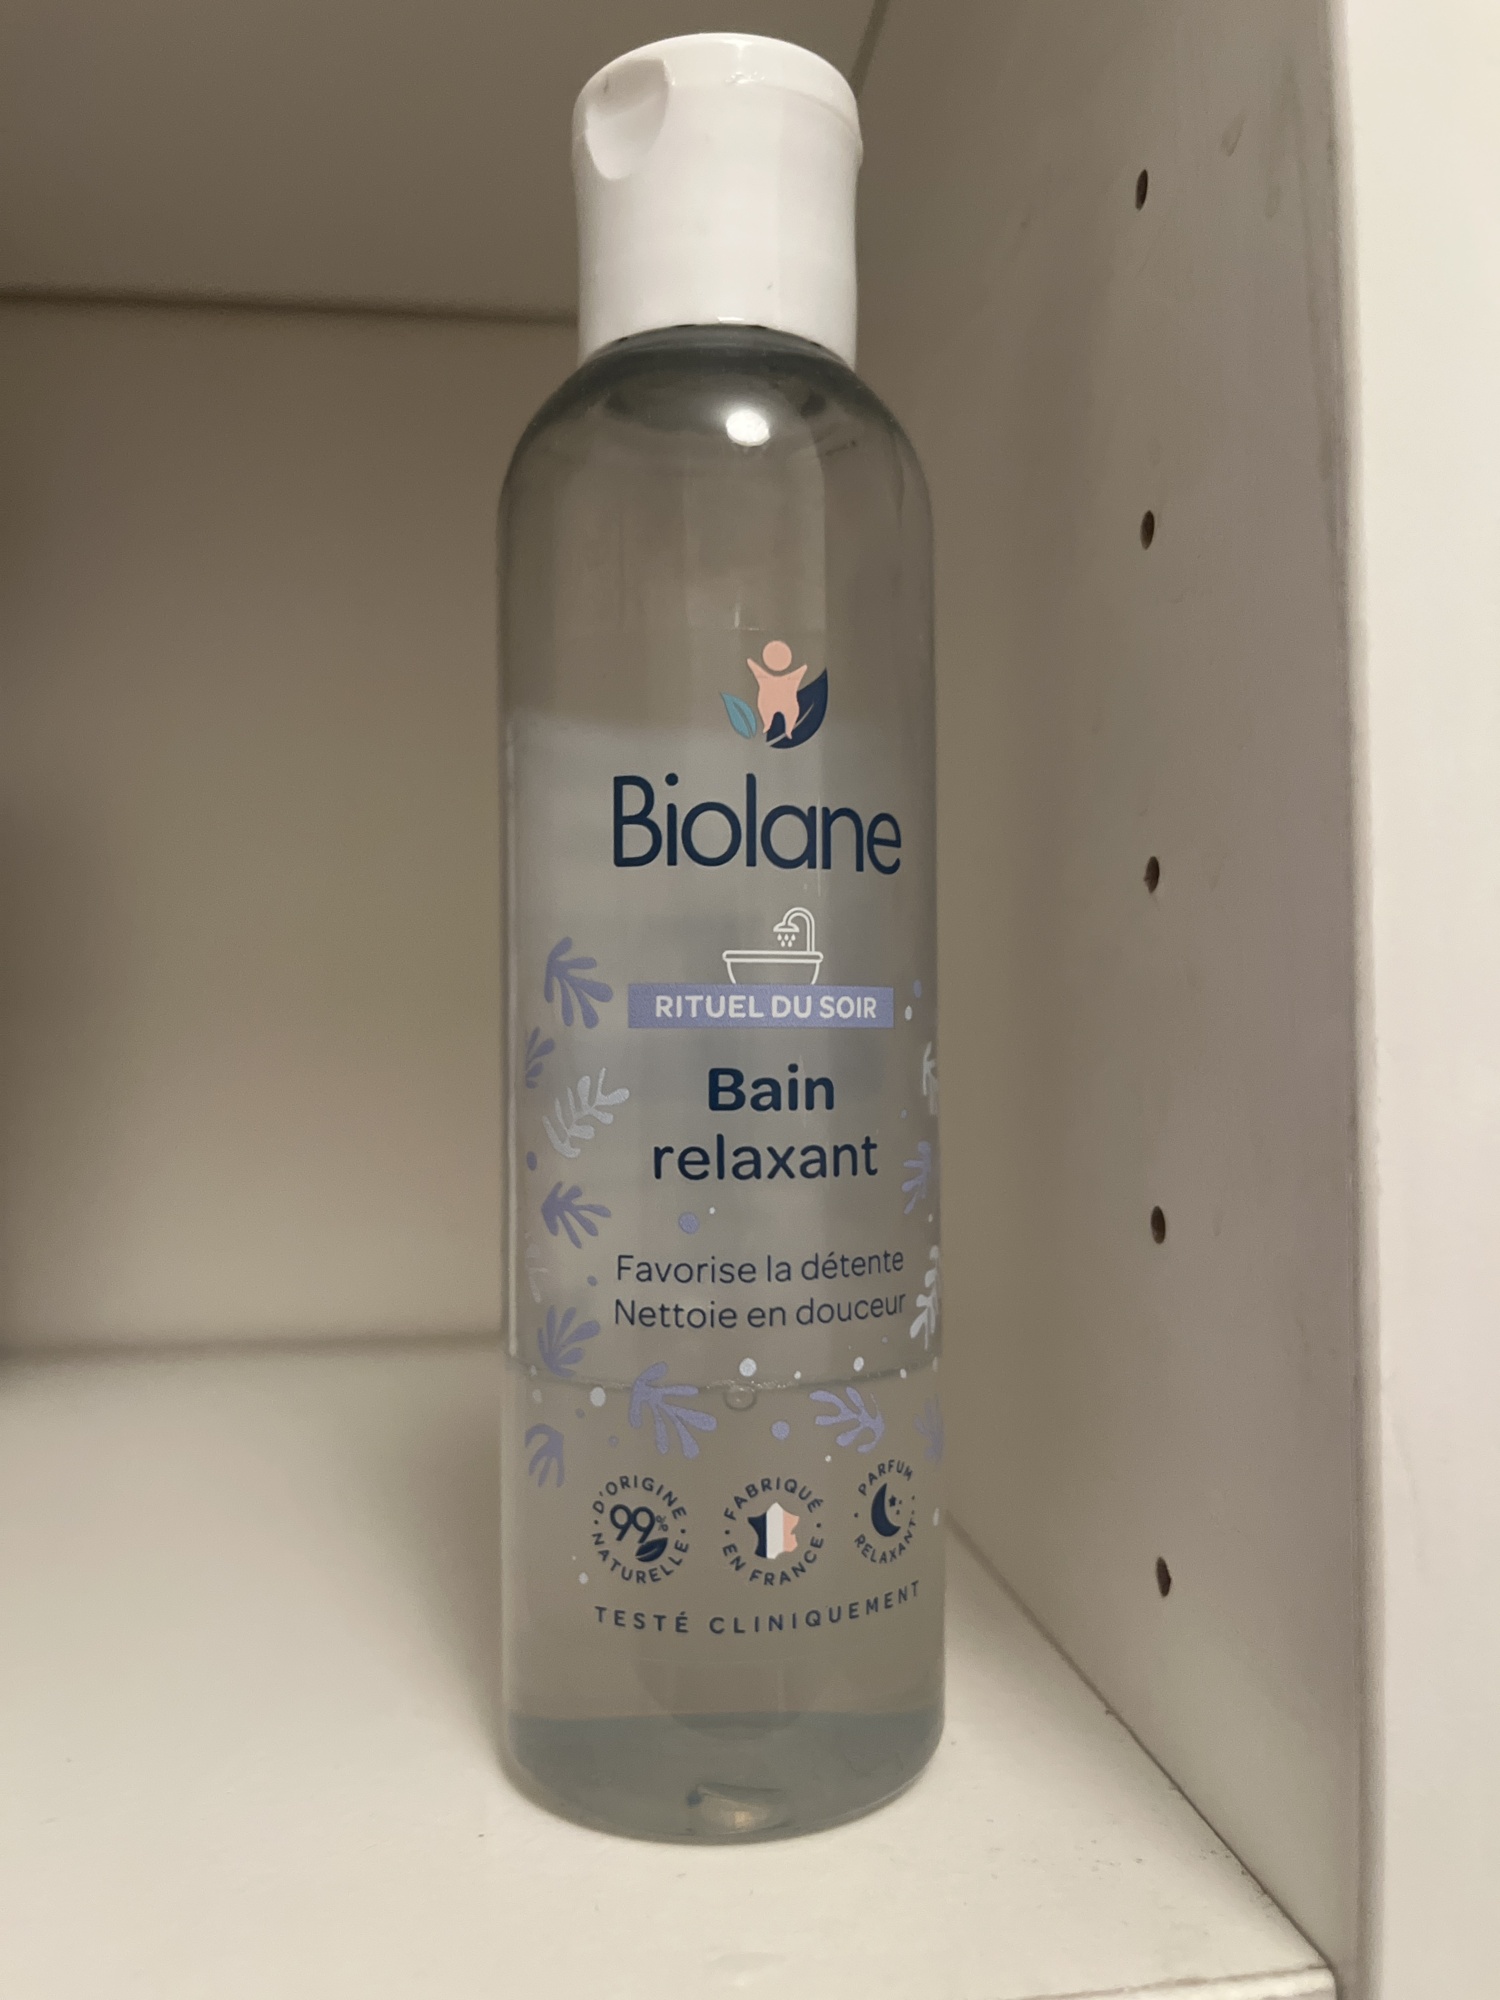 Biolane
RITUEL DU SOIR
Bain
relaxant
Favorise la détente
Nettoie en douceur
D'ORIGINE
99%
NATURELLE
FABRIQUÉ
EN FRANCE
PARFUM
RELAXANT
TESTÉ CLINIQUEMENT